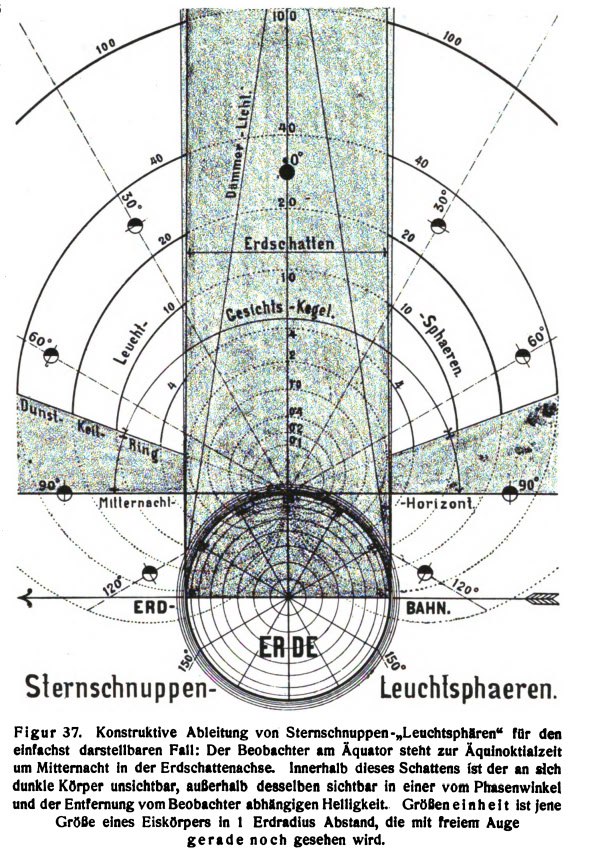 100
100
100
40
40
40
Dämmer-Licht.
0°
30°
30°
20
20
20
Erdschatten
10
10
10
Gesichts-Kegel.
Leucht-
-Sphaeren.
60°
60°
4
4
4
2
1.0
0.5
0.2
0.1
Dunst-Keil-Ring
90°
90°
Mitternacht-
-Horizont.
120°
120°
ERD-
BAHN.
ERDE
150°
150°
Sternschnuppen-
Leuchtsphaeren.
Figur 37. Konstruktive Ableitung von Sternschnuppen-„Leuchtsphären“ für den
einfachst darstellbaren Fall: Der Beobachter am Äquator steht zur Äquinoktialzeit
um Mitternacht in der Erdschattenachse. Innerhalb dieses Schattens ist der an sich
dunkle Körper unsichtbar, außerhalb desselben sichtbar in einer vom Phasenwinkel
und der Entfernung vom Beobachter abhängigen Helligkeit. Größeneinheit ist jene
Größe eines Eiskörpers in 1 Erdradius Abstand, die mit freiem Auge
gerade noch gesehen wird.